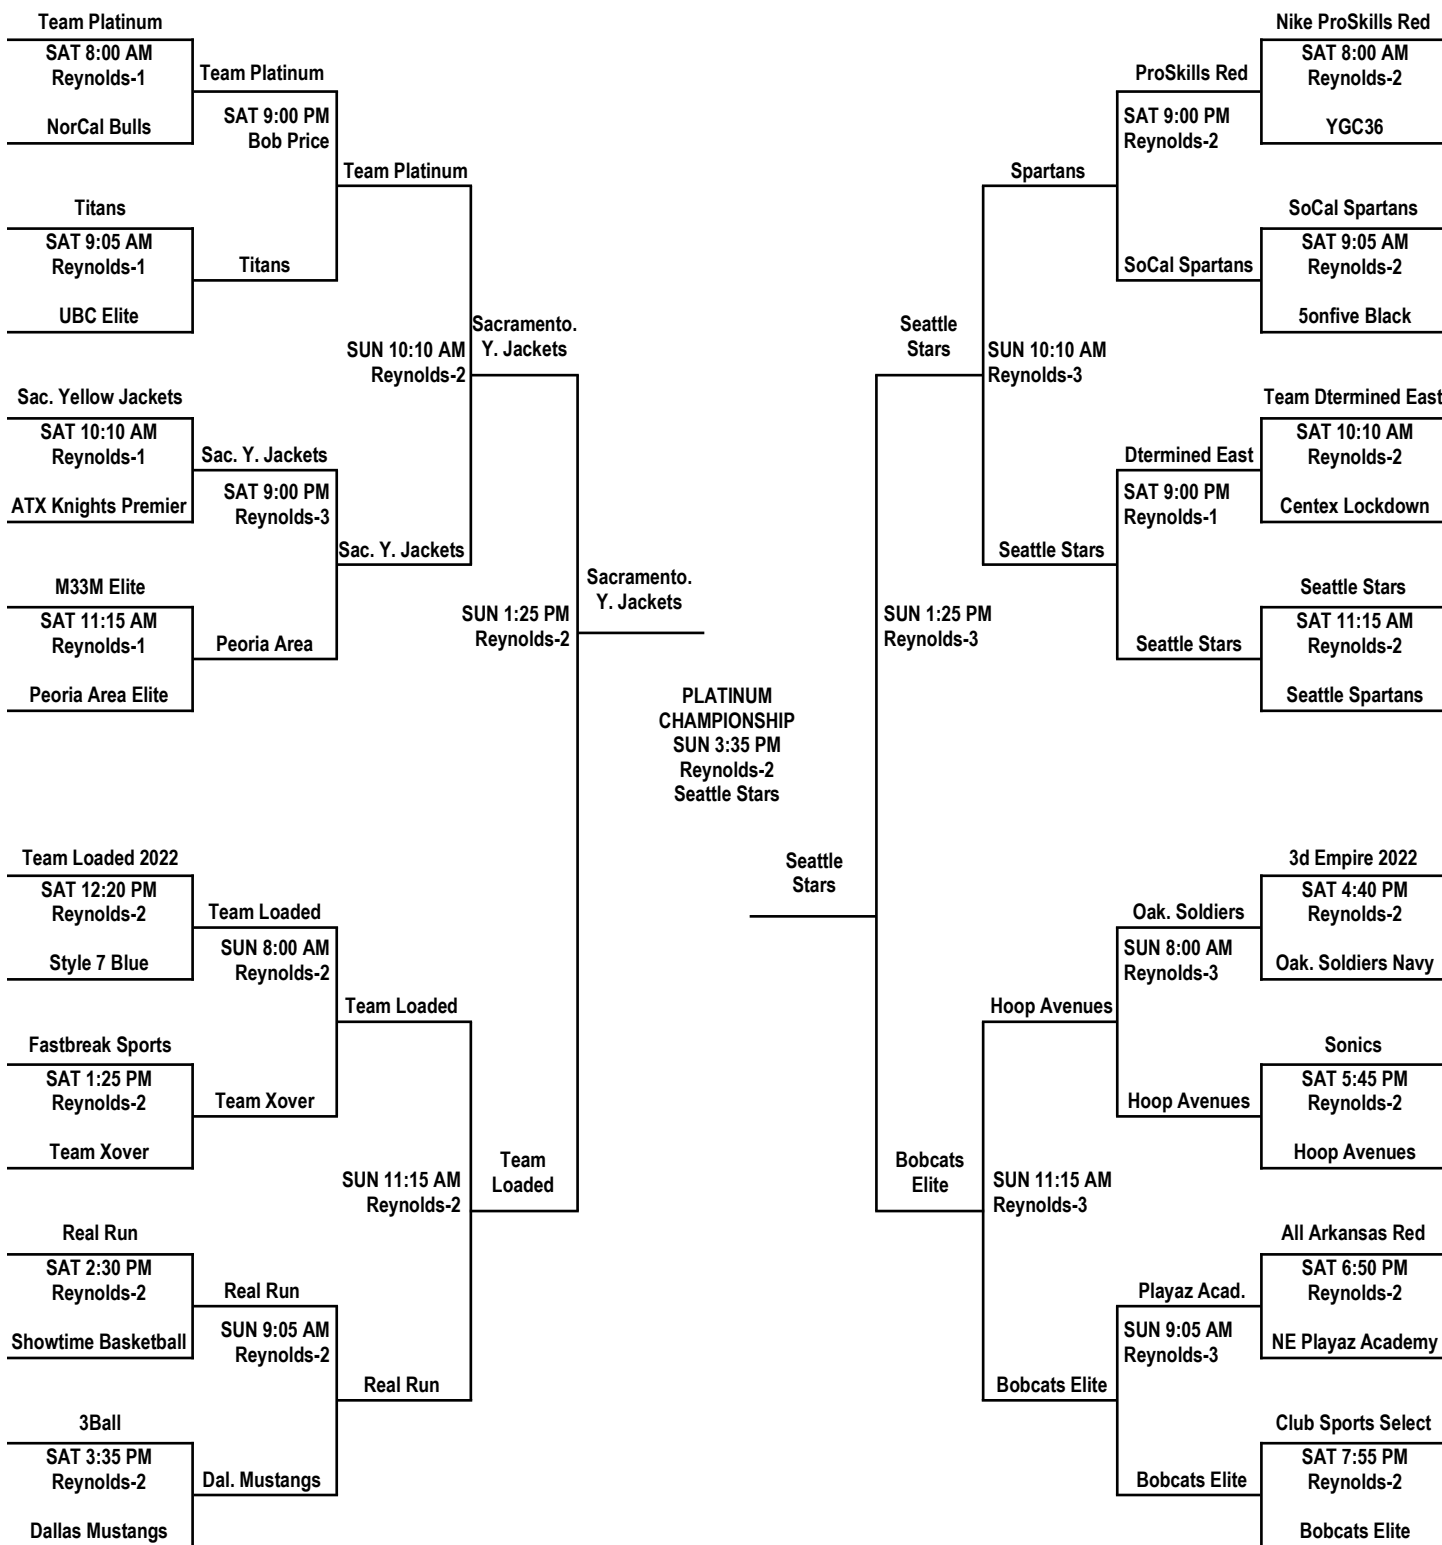 Team Platinum
SAT 8:00 AM
Reynolds-1
NorCal Bulls
Titans
SAT 9:05 AM
Reynolds-1
UBC Elite
Sac. Yellow Jackets
SAT 10:10 AM
Reynolds-1
ATX Knights Premier
M33M Elite
SAT 11:15 AM
Reynolds-1
Peoria Area Elite
Team Loaded 2022
SAT 12:20 PM
Reynolds-2
Style 7 Blue
Fastbreak Sports
SAT 1:25 PM
Reynolds-2
Team Xover
Real Run
SAT 2:30 PM
Reynolds-2
Showtime Basketball
3Ball
SAT 3:35 PM
Reynolds-2
Dallas Mustangs
Team Platinum
SAT 9:00 PM
Bob Price
Titans
Sac. Y. Jackets
SAT 9:00 PM
Reynolds-3
Peoria Area
Team Loaded
SUN 8:00 AM
Reynolds-2
Team Xover
Real Run
SUN 9:05 AM
Reynolds-2
Dal. Mustangs
Team Platinum
SUN 10:10 AM
Reynolds-2
Sac. Y. Jackets
Team Loaded
SUN 11:15 AM
Reynolds-2
Real Run
Sacramento.
Y. Jackets
SUN 1:25 PM
Reynolds-2
Team
Loaded
Sacramento.
Y. Jackets
PLATINUM
CHAMPIONSHIP
SUN 3:35 PM
Reynolds-2
Seattle Stars
Seattle
Stars
Seattle
Stars
SUN 1:25 PM
Reynolds-3
Bobcats
Elite
Spartans
SUN 10:10 AM
Reynolds-3
Seattle Stars
Hoop Avenues
SUN 11:15 AM
Reynolds-3
Bobcats Elite
ProSkills Red
SAT 9:00 PM
Reynolds-2
SoCal Spartans
Dtermined East
SAT 9:00 PM
Reynolds-1
Seattle Stars
Oak. Soldiers
SUN 8:00 AM
Reynolds-3
Hoop Avenues
Playaz Acad.
SUN 9:05 AM
Reynolds-3
Bobcats Elite
Nike ProSkills Red
SAT 8:00 AM
Reynolds-2
YGC36
SoCal Spartans
SAT 9:05 AM
Reynolds-2
5onfive Black
Team Dtermined East
SAT 10:10 AM
Reynolds-2
Centex Lockdown
Seattle Stars
SAT 11:15 AM
Reynolds-2
Seattle Spartans
3d Empire 2022
SAT 4:40 PM
Reynolds-2
Oak. Soldiers Navy
Sonics
SAT 5:45 PM
Reynolds-2
Hoop Avenues
All Arkansas Red
SAT 6:50 PM
Reynolds-2
NE Playaz Academy
Club Sports Select
SAT 7:55 PM
Reynolds-2
Bobcats Elite